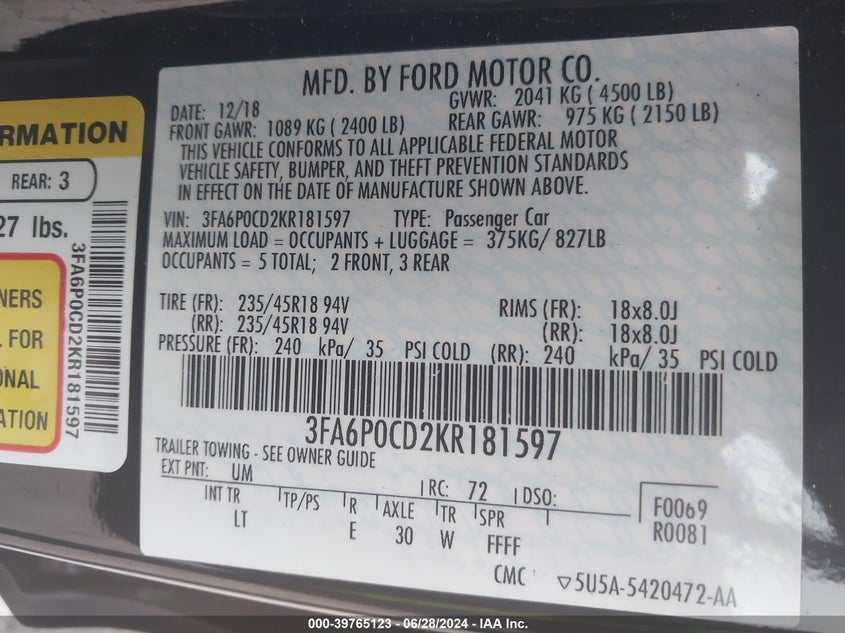 MFD. BY FORD MOTOR CO.
DATE: 12/18 GVWR: 2041 KG ( 4500 LB)
FRONT GAWR: 1089 KG ( 2400 LB) REAR GAWR: 975 KG ( 2150 LB)
THIS VEHICLE CONFORMS TO ALL APPLICABLE FEDERAL MOTOR
VEHICLE SAFETY, BUMPER, AND THEFT PREVENTION STANDARDS
IN EFFECT ON THE DATE OF MANUFACTURE SHOWN ABOVE.
VIN: 3FA6P0CD2KR181597 TYPE: Passenger Car
MAXIMUM LOAD = OCCUPANTS + LUGGAGE = 375KG/ 827LB
OCCUPANTS = 5 TOTAL; 2 FRONT, 3 REAR
TIRE (FR): 235/45R18 94V RIMS (FR): 18x8.0J
(RR): 235/45R18 94V (RR): 18x8.0J
PRESSURE (FR): 240 kPa/ 35 PSI COLD (RR): 240 kPa/ 35 PSI COLD
3FA6P0CD2KR181597
TRAILER TOWING - SEE OWNER GUIDE
EXT PNT: UM RC: 72 DSO:
INT TR TP/PS R AXLE TR SPR F0069
LT E 30 W FFFF R0081
CMC ▽5U5A-5420472-AA
RMATION
REAR: 3
27 lbs.
3FA6P0CD2KR181597
NERS
L FOR
ONAL
ATION
000-39765123 - 06/28/2024 - IAA Inc.